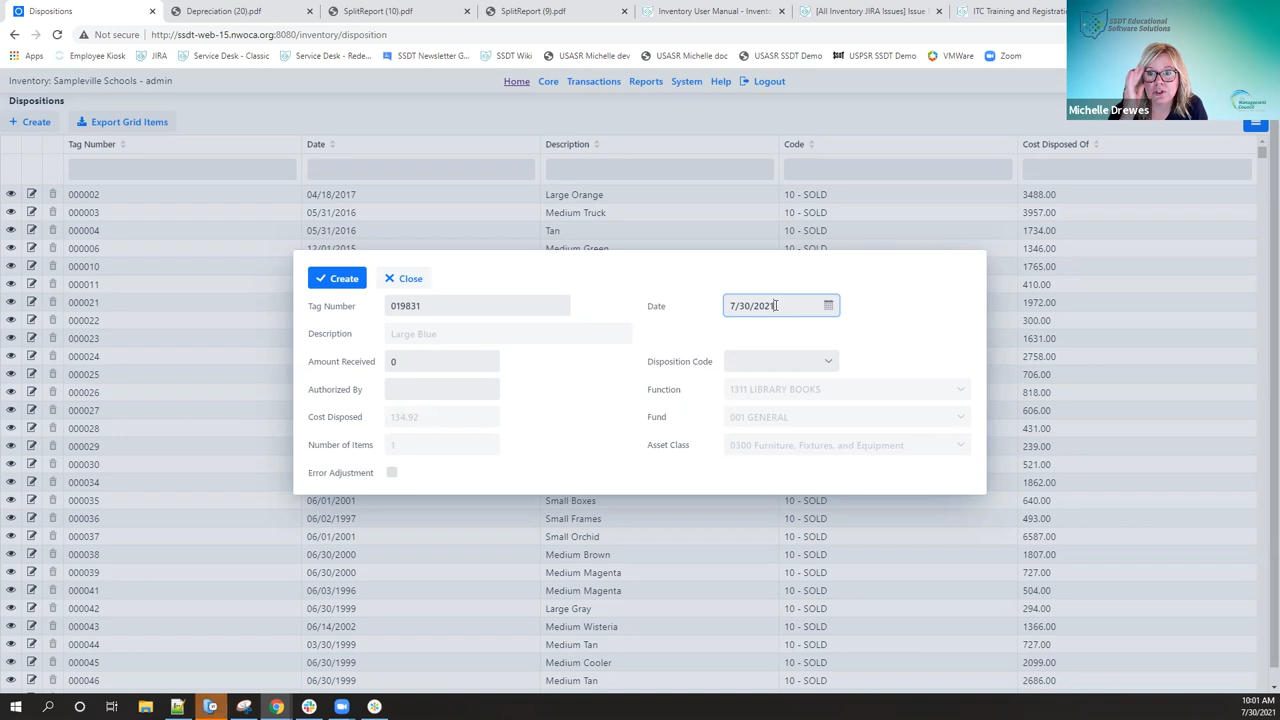 Dispositions
Depreciation (20).pdf
SplitReport (10).pdf
SplitReport (9).pdf
Inventory User Manual - Inventory
[All Inventory JIRA Issues] Issue
ITC Training and Registration
Not secure
http://ssdt-web-15.nwoca.org:8080/inventory/disposition
Apps
Employee Kiosk
JIRA
Service Desk - Classic
Service Desk - Rede...
SSDT Newsletter G...
SSDT Wiki
USASR Michelle dev
USPSR Michelle doc
USASR SSDT Demo
USPSR SSDT Demo
VMWare
Zoom
SSDT Educational
Software Solutions
Management
Council
Michelle Drewes
Inventory: Sampleville Schools - admin
Home
Core
Transactions
Reports
System
Help
Logout
Dispositions
+ Create
Export Grid Items
Tag Number
Date
Description
Code
Cost Disposed Of
000002 04/18/2017 Large Orange 10 - SOLD 3488.00
000003 05/31/2016 Medium Truck 10 - SOLD 3957.00
000004 05/31/2016 Tan 10 - SOLD 1734.00
000006 12/01/2015 Medium Green 10 - SOLD 1346.00
000010 1765.00
000011 410.00
000021 1972.00
000022 300.00
000023 1631.00
000024 2758.00
000025 706.00
000026 818.00
000027 606.00
000028 431.00
000029 239.00
000030 521.00
000034 1862.00
000035 06/01/2001 Small Boxes 10 - SOLD 640.00
000036 06/02/1997 Small Frames 10 - SOLD 493.00
000037 06/01/2001 Small Orchid 10 - SOLD 6587.00
000038 06/30/2000 Medium Brown 10 - SOLD 1807.00
000039 06/30/2000 Medium Magenta 10 - SOLD 727.00
000041 06/03/1996 Medium Magenta 10 - SOLD 504.00
000042 06/30/1999 Large Gray 10 - SOLD 294.00
000043 06/14/2002 Medium Wisteria 10 - SOLD 1366.00
000044 03/30/1999 Medium Tan 10 - SOLD 727.00
000045 06/30/1999 Medium Cooler 10 - SOLD 2099.00
000046 06/30/1999 Medium Tan 10 - SOLD 2686.00
Create
Close
Tag Number 019831
Date 7/30/2021
Description Large Blue
Amount Received 0
Disposition Code
Authorized By
Function 1311 LIBRARY BOOKS
Cost Disposed 134.92
Fund 001 GENERAL
Number of Items 1
Asset Class 0300 Furniture, Fixtures, and Equipment
Error Adjustment
10:01 AM
7/30/2021